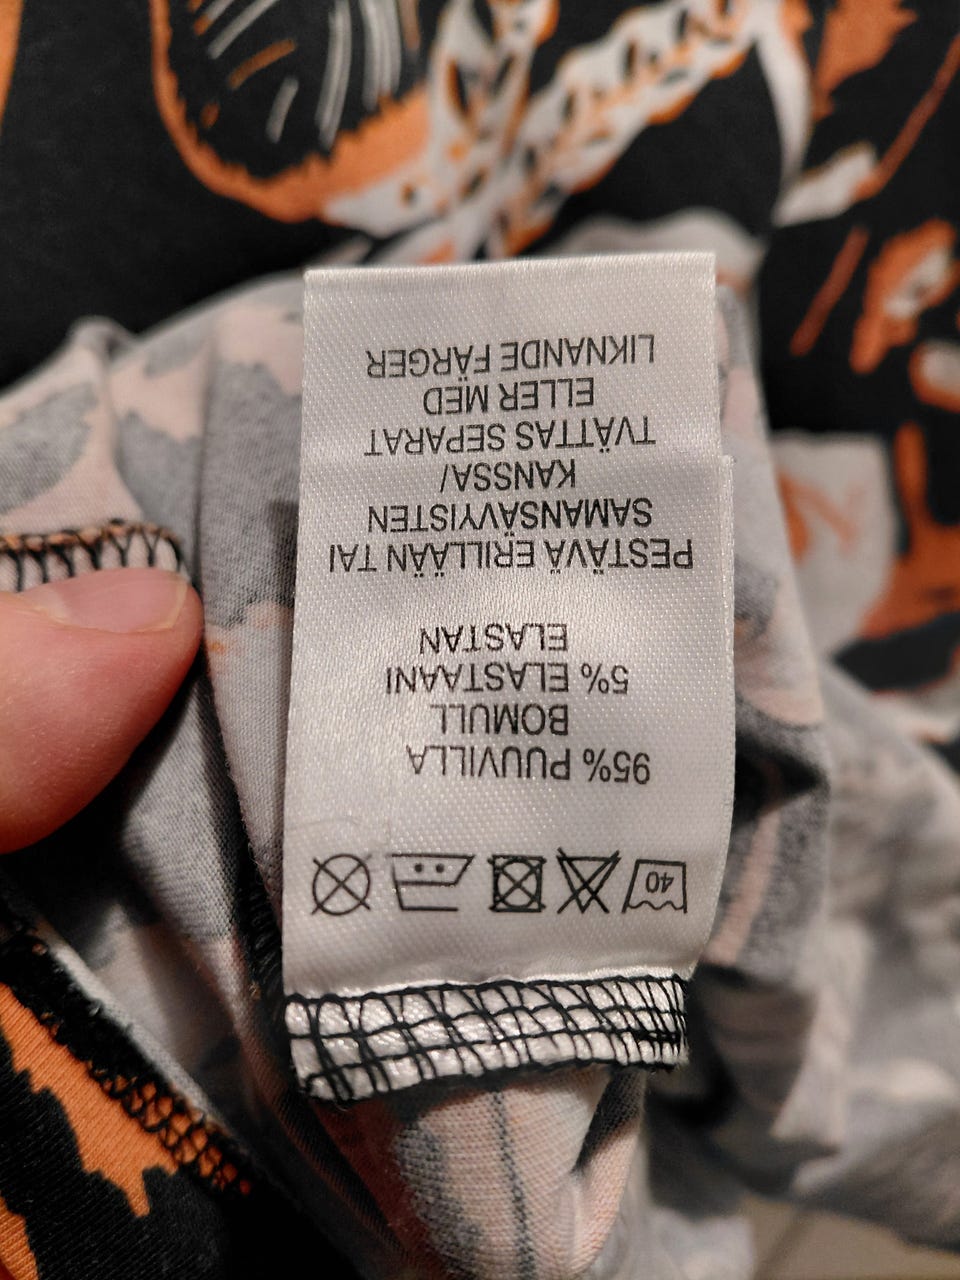 40
95% PUUVILLA
BOMULL
5% ELASTAANI
ELASTAN
PESTÄVÄ ERILLÄÄN TAI
SAMANSÄVYISTEN
KANSSA/
TVÄTTAS SEPARAT
ELLER MED
LIKNANDE FÄRGER